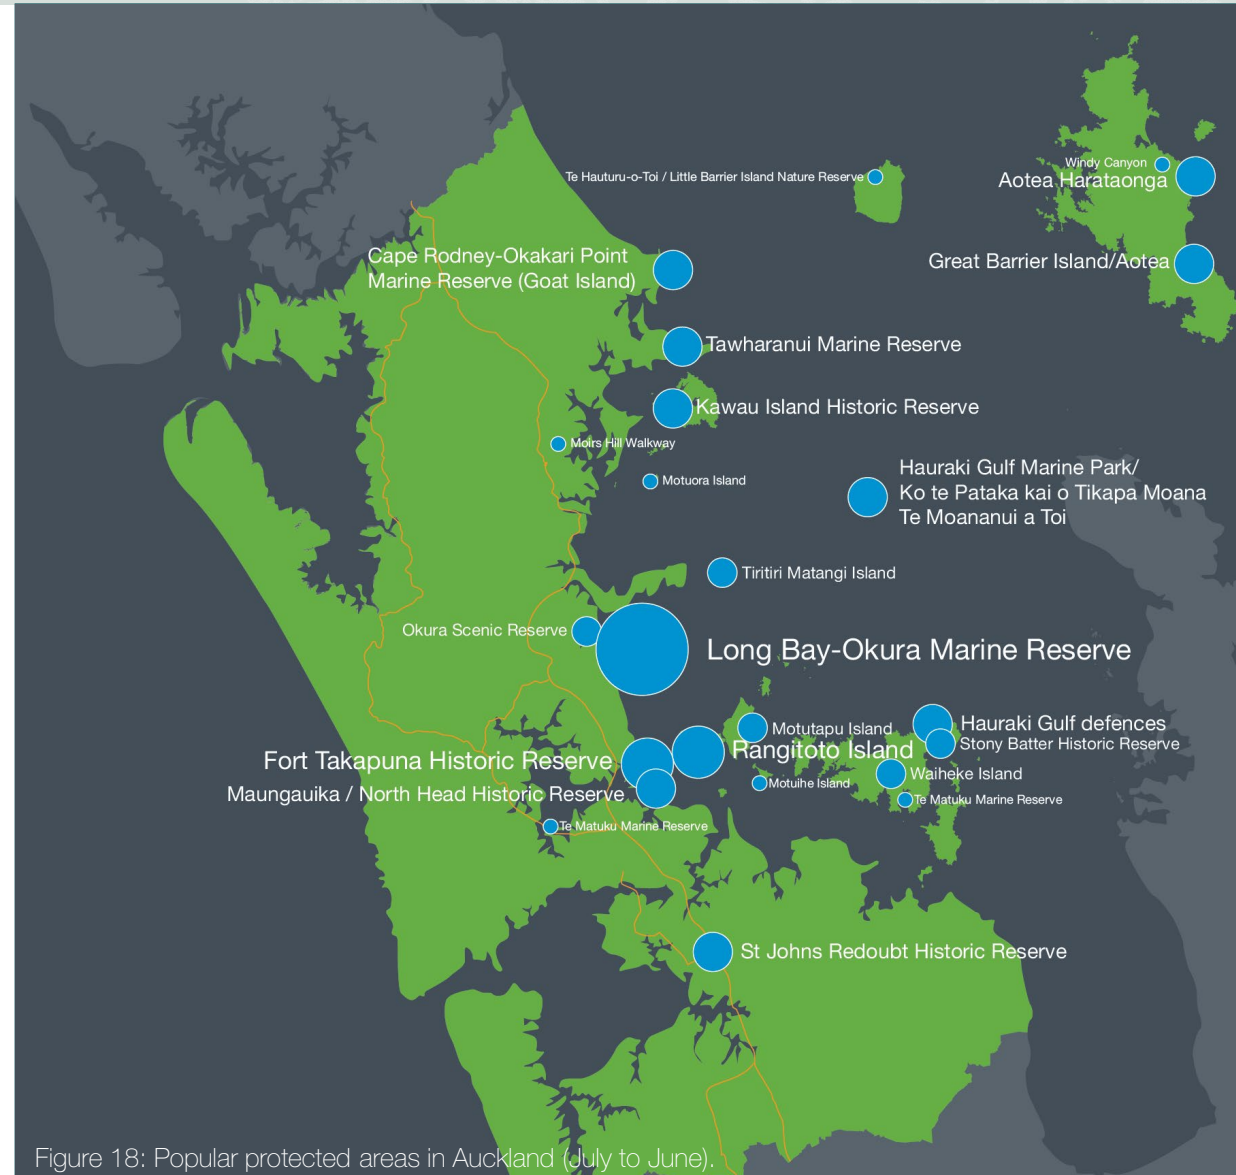 Windy Canyon
Aotea Harataonga
Te Hauturu-o-Toi / Little Barrier Island Nature Reserve
Cape Rodney-Okakari Point
Marine Reserve (Goat Island)
Great Barrier Island/Aotea
Tawharanui Marine Reserve
Kawau Island Historic Reserve
Moirs Hill Walkway
Motuora Island
Hauraki Gulf Marine Park/
Ko te Pataka kai o Tikapa Moana
Te Moananui a Toi
Tiritiri Matangi Island
Okura Scenic Reserve
Long Bay-Okura Marine Reserve
Motutapu Island
Hauraki Gulf defences
Stony Batter Historic Reserve
Rangitoto Island
Fort Takapuna Historic Reserve
Waiheke Island
Motuihe Island
Maungauika / North Head Historic Reserve
Te Matuku Marine Reserve
Te Matuku Marine Reserve
St Johns Redoubt Historic Reserve
Figure 18: Popular protected areas in Auckland (July to June).